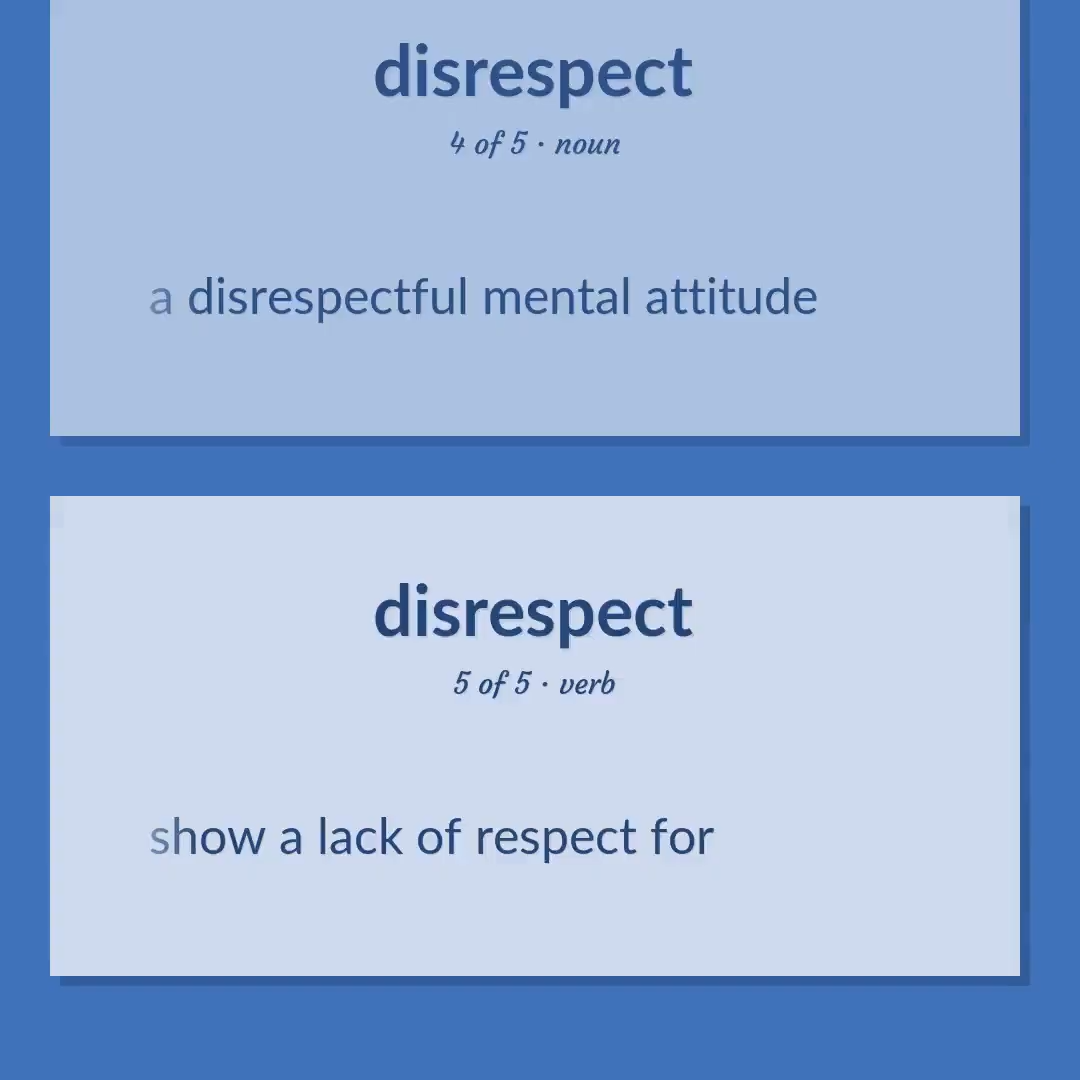 disrespect
4 of 5 · noun
a disrespectful mental attitude
disrespect
5 of 5 · verb
show a lack of respect for